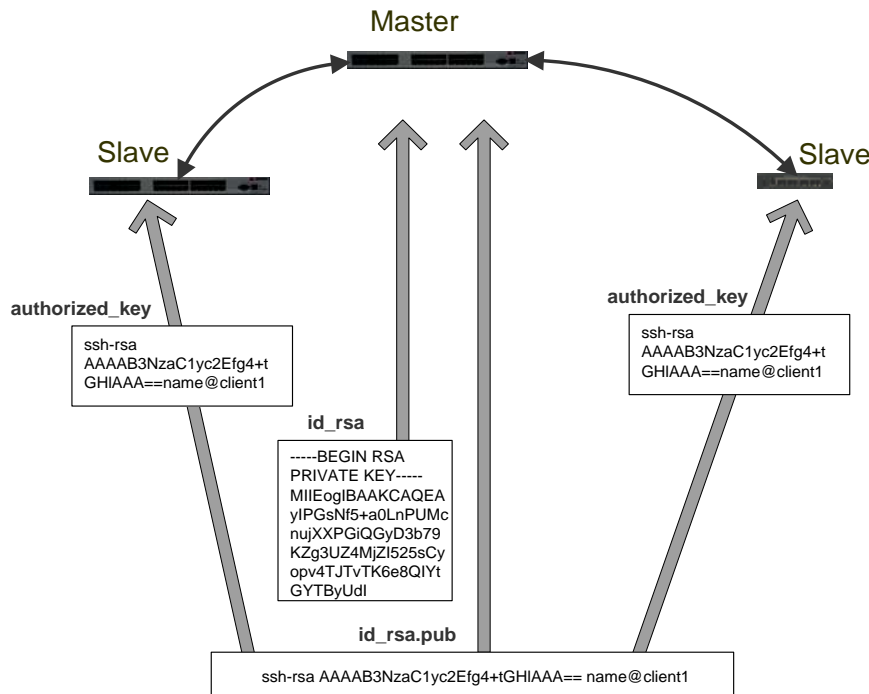 Master
Slave
Slave
authorized_key
authorized_key
ssh-rsa
AAAAB3NzaC1yc2Efg4+t
GHIAAA==name@client1
ssh-rsa
AAAAB3NzaC1yc2Efg4+t
GHIAAA==name@client1
id_rsa
-----BEGIN RSA
PRIVATE KEY-----
MIIEogIBAAKCAQEA
yIPGsNf5+a0LnPUMc
nujXXPGiQGyD3b79
KZg3UZ4MjZI525sCy
opv4TJTvTK6e8QIYt
GYTByUdI
id_rsa.pub
ssh-rsa AAAAB3NzaC1yc2Efg4+tGHIAAA== name@client1